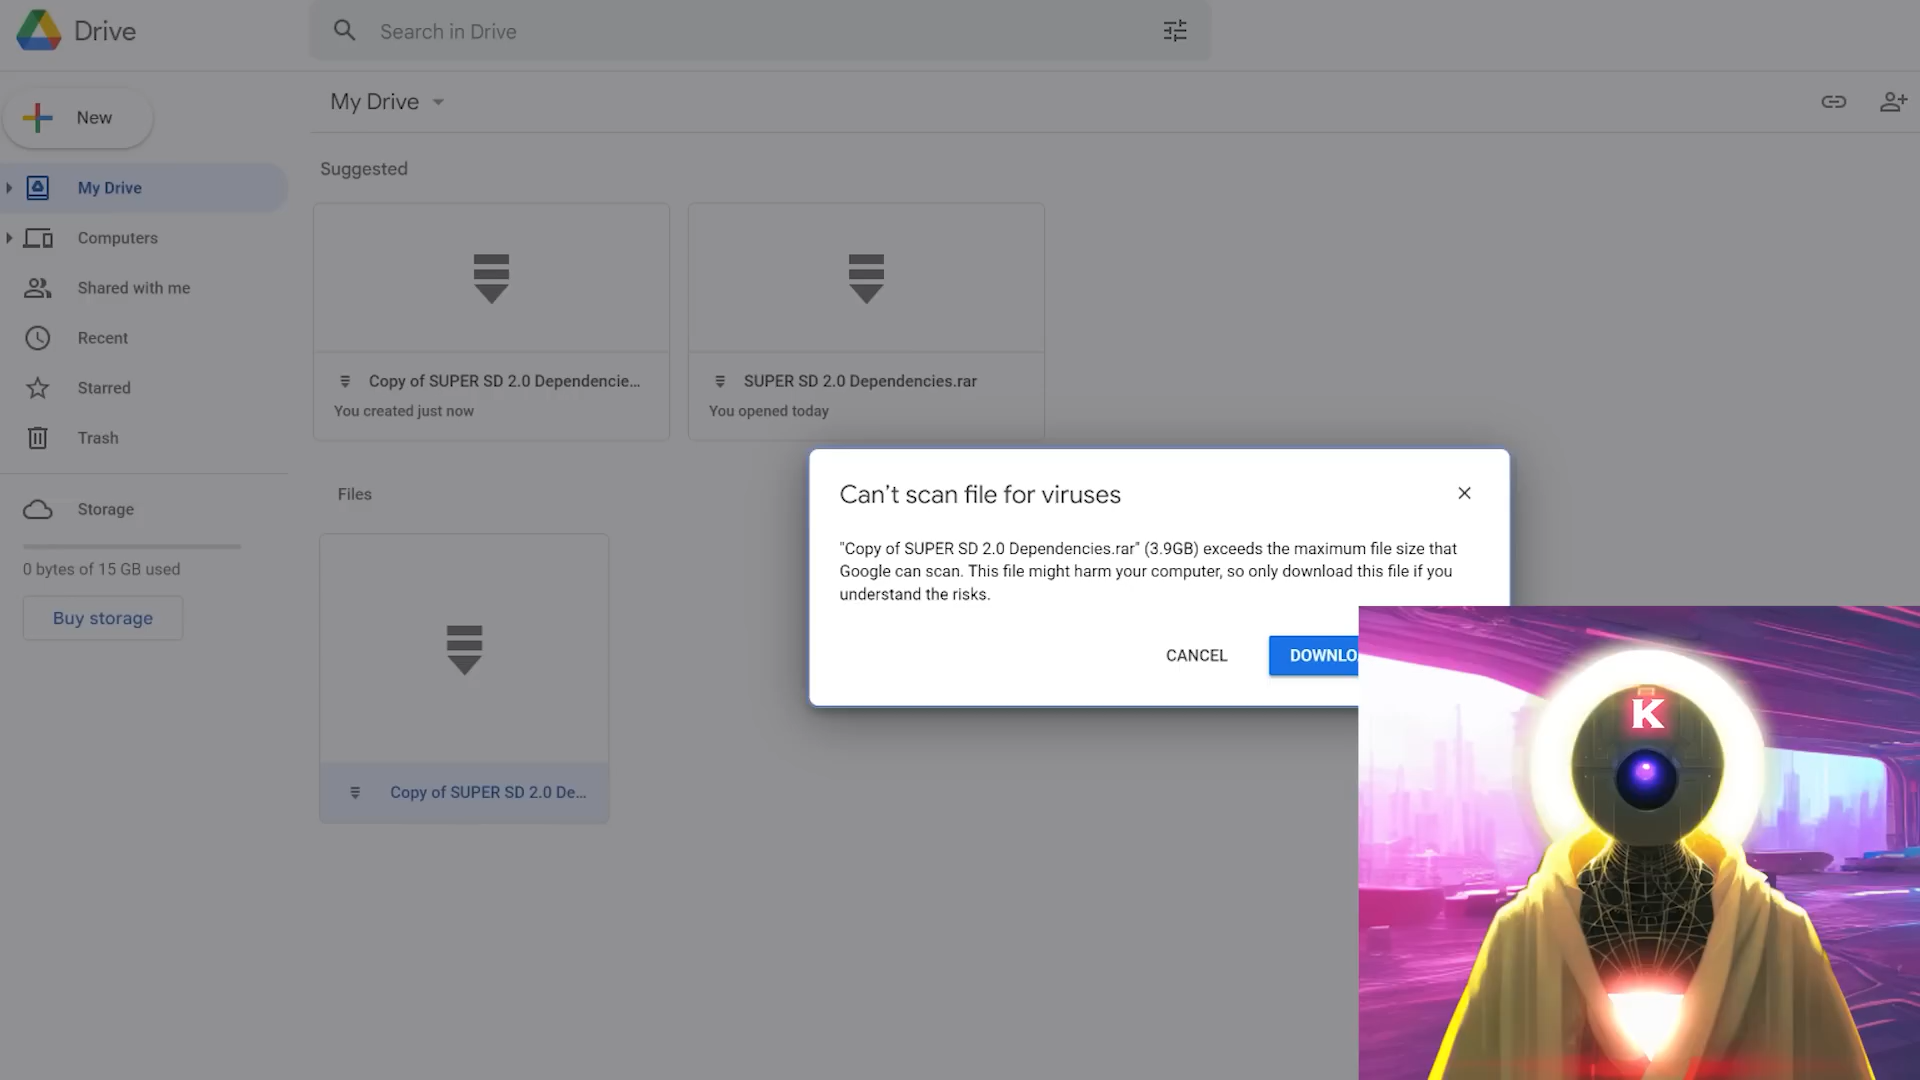 Drive
Search in Drive
New
My Drive
My Drive
Computers
Shared with me
Recent
Starred
Trash
Storage
0 bytes of 15 GB used
Buy storage
Suggested
Copy of SUPER SD 2.0 Dependencie...
You created just now
SUPER SD 2.0 Dependencies.rar
You opened today
Files
Copy of SUPER SD 2.0 De...
Can’t scan file for viruses
"Copy of SUPER SD 2.0 Dependencies.rar" (3.9GB) exceeds the maximum file size that
Google can scan. This file might harm your computer, so only download this file if you
understand the risks.
CANCEL
DOWNLO
K